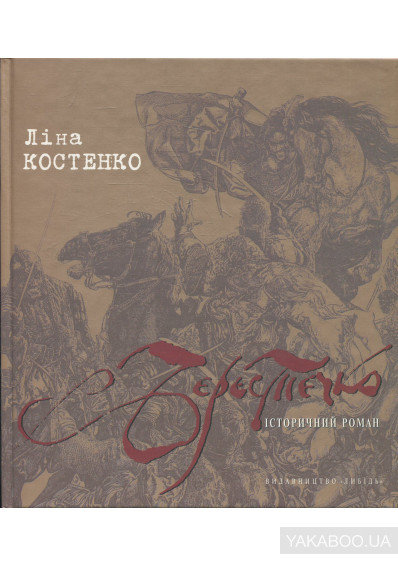 Ліна
КОСТЕНКО
Берестечко
ІСТОРИЧНИЙ РОМАН
ВИДАВНИЦТВО «ЛИБІДЬ»
YAKABOO.UA